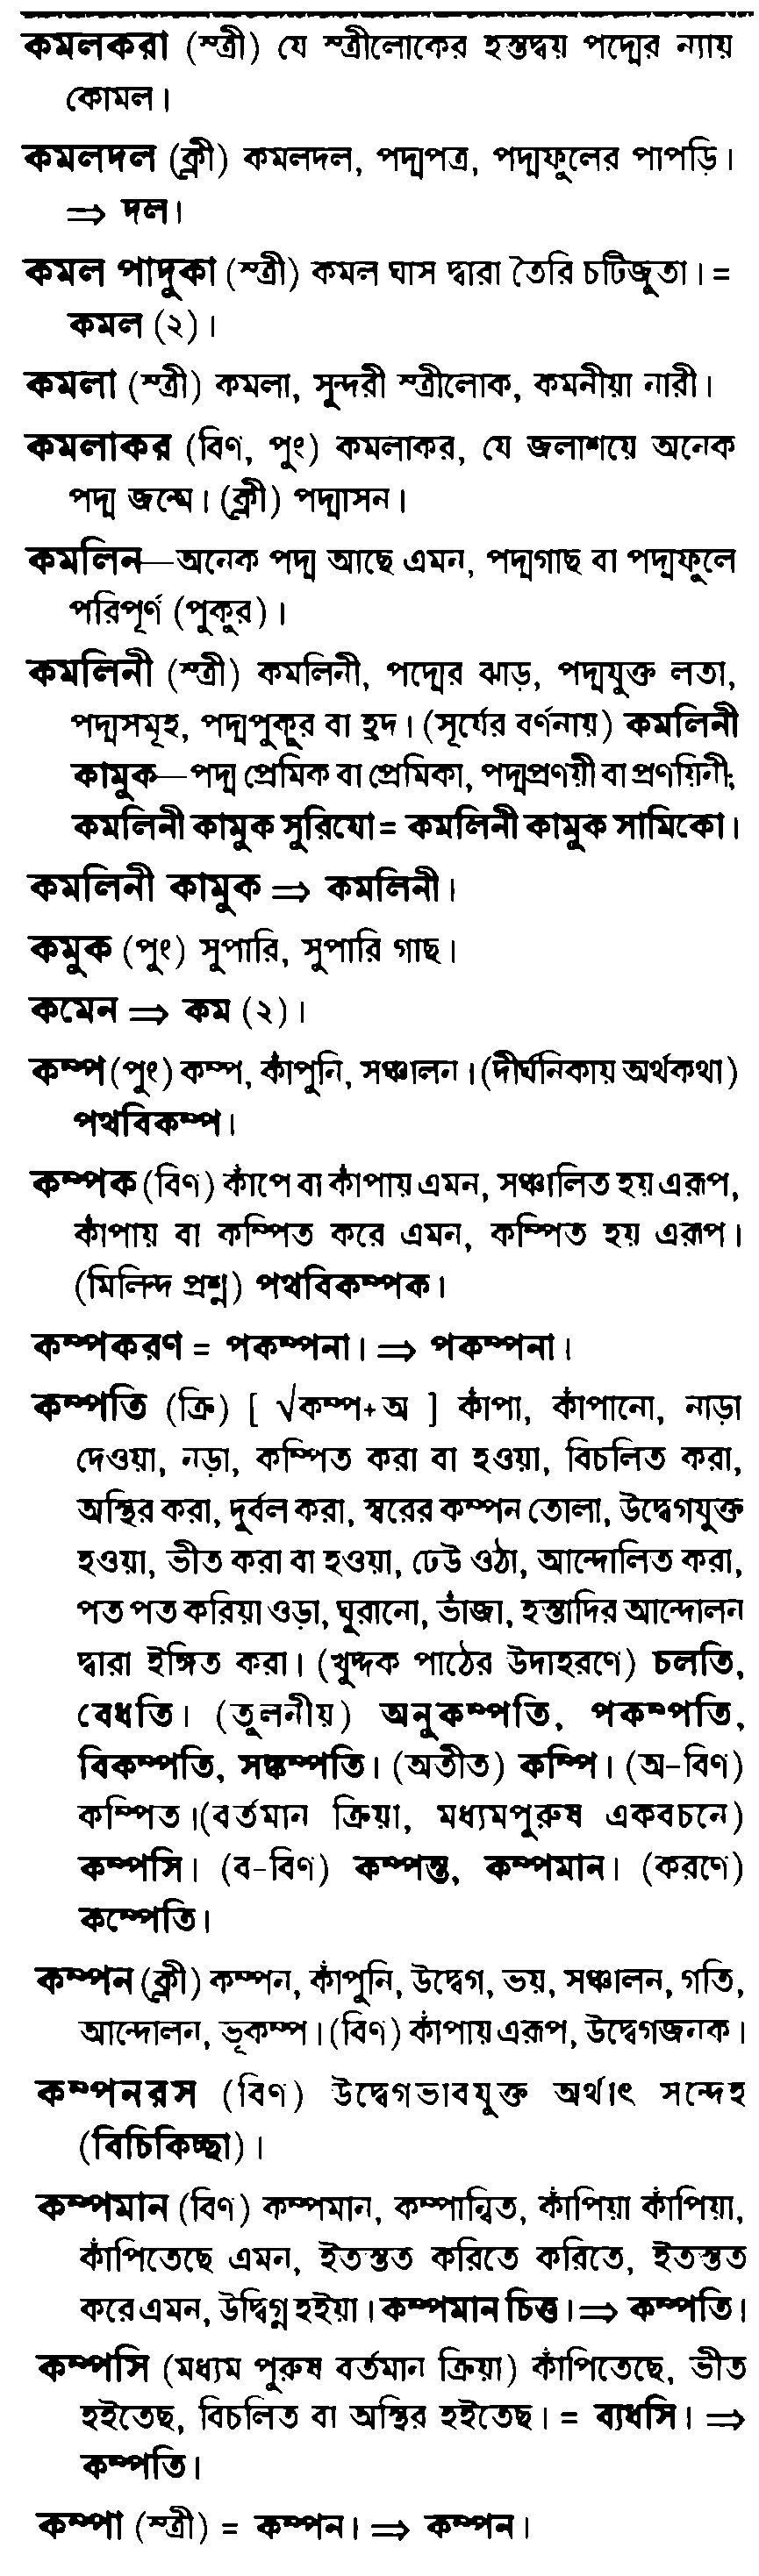 কমলকরা (স্ত্রী) যে স্ত্রীলোকের হস্তদ্বয় পদ্মের ন্যায়
কোমল।
কমলদল (ক্লী) কমলদল, পদ্মপত্র, পদ্মফুলের পাপড়ি।
⇒ দল।
কমল পাদুকা (স্ত্রী) কমল ঘাস দ্বারা তৈরি চটিজুতা। =
কমল (২)।
কমলা (স্ত্রী) কমলা, সুন্দরী স্ত্রীলোক, কমনীয়া নারী।
কমলাকর (বিণ, পুং) কমলাকর, যে জলাশয়ে অনেক
পদ্ম জন্মে। (ক্লী) পদ্মাসন।
কমলিন—অনেক পদ্ম আছে এমন, পদ্মগাছ বা পদ্মফুলে
পরিপূর্ণ (পুকুর)।
কমলিনী (স্ত্রী) কমলিনী, পদ্মের ঝাড়, পদ্মযুক্ত লতা,
পদ্মসমূহ, পদ্মপুকুর বা হ্রদ। (সূর্যের বর্ণনায়) কমলিনী
কামুক—পদ্ম প্রেমিক বা প্রেমিকা, পদ্মপ্রণয়ী বা প্রণয়িনী;
কমলিনী কামুক সুরিযো = কমলিনী কামুক সামিকো।
কমলিনী কামুক ⇒ কমলিনী।
কমুক (পুং) সুপারি, সুপারি গাছ।
কমেন ⇒ কম (২)।
কম্প (পুং) কম্প, কাঁপুনি, সঞ্চালন। (দীর্ঘনিকায় অর্থকথা)
পথবিকম্প।
কম্পক (বিণ) কাঁপে বা কাঁপায় এমন, সঞ্চালিত হয় এরূপ,
কাঁপায় বা কম্পিত করে এমন, কম্পিত হয় এরূপ।
(মিলিন্দ প্রশ্ন) পথবিকম্পক।
কম্পকরণ = পকম্পনা। ⇒ পকম্পনা।
কম্পতি (ক্রি) [ √কম্প+অ ] কাঁপা, কাঁপানো, নাড়া
দেওয়া, নড়া, কম্পিত করা বা হওয়া, বিচলিত করা,
অস্থির করা, দুর্বল করা, স্বরের কম্পন তোলা, উদ্বেগযুক্ত
হওয়া, ভীত করা বা হওয়া, ঢেউ ওঠা, আন্দোলিত করা,
পত পত করিয়া ওড়া, ঘুরানো, ভাঁজা, হস্তাদির আন্দোলন
দ্বারা ইঙ্গিত করা। (খুদ্দক পাঠের উদাহরণে) চলতি,
বেধতি। (তুলনীয়) অনুকম্পতি, পকম্পতি,
বিকম্পতি, সঙ্কম্পতি। (অতীত) কম্পি। (অ-বিণ)
কম্পিত।(বর্তমান ক্রিয়া, মধ্যমপুরুষ একবচনে)
কম্পসি। (ব-বিণ) কম্পন্ত, কম্পমান। (করণে)
কম্পেতি।
কম্পন (ক্লী) কম্পন, কাঁপুনি, উদ্বেগ, ভয়, সঞ্চালন, গতি,
আন্দোলন, ভূকম্প। (বিণ) কাঁপায় এরূপ, উদ্বেগজনক।
কম্পনরস (বিণ) উদ্বেগভাবযুক্ত অর্থাৎ সন্দেহ
(বিচিকিচ্ছা)।
কম্পমান (বিণ) কম্পমান, কম্পান্বিত, কাঁপিয়া কাঁপিয়া,
কাঁপিতেছে এমন, ইতস্তত করিতে করিতে, ইতস্তত
করে এমন, উদ্বিগ্ন হইয়া। কম্পমান চিত্ত। ⇒ কম্পতি।
কম্পসি (মধ্যম পুরুষ বর্তমান ক্রিয়া) কাঁপিতেছে, ভীত
হইতেছ, বিচলিত বা অস্থির হইতেছ। = ব্যধসি। ⇒
কম্পতি।
কম্পা (স্ত্রী) = কম্পন। ⇒ কম্পন।